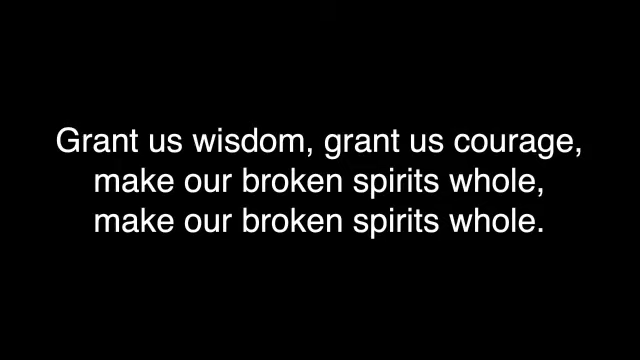 Grant us wisdom, grant us courage,
make our broken spirits whole,
make our broken spirits whole.